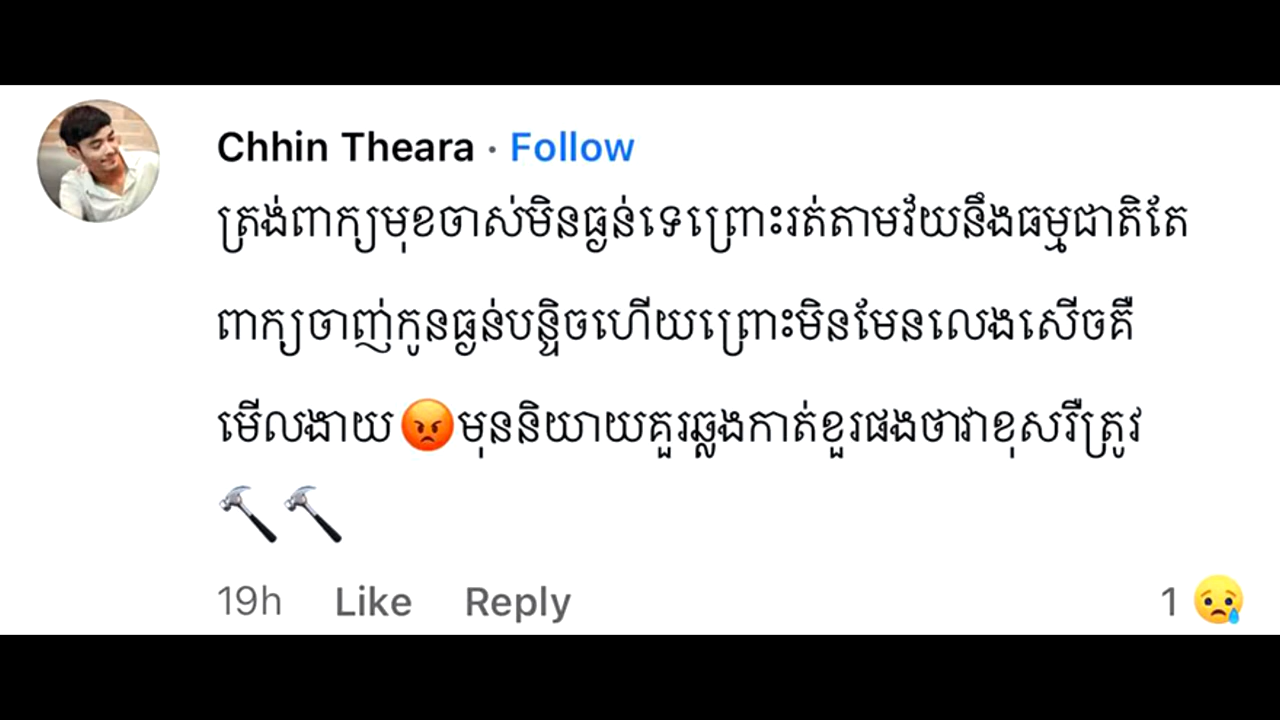 Chhin Theara · Follow
ត្រង់ពាក្យមុខចាស់មិនធ្ងន់ទេព្រោះរត់តាមវ័យនឹងធម្មជាតិតែ
ពាក្យចាញ់កូនធ្ងន់បន្ទិចហើយព្រោះមិនមែនលេងសើចគឺ
មើលងាយ😡មុននិយាយគួរឆ្លងកាត់ខួរផងថាវាខុសរឺត្រូវ
🔨🔨
19h Like Reply 1 😢